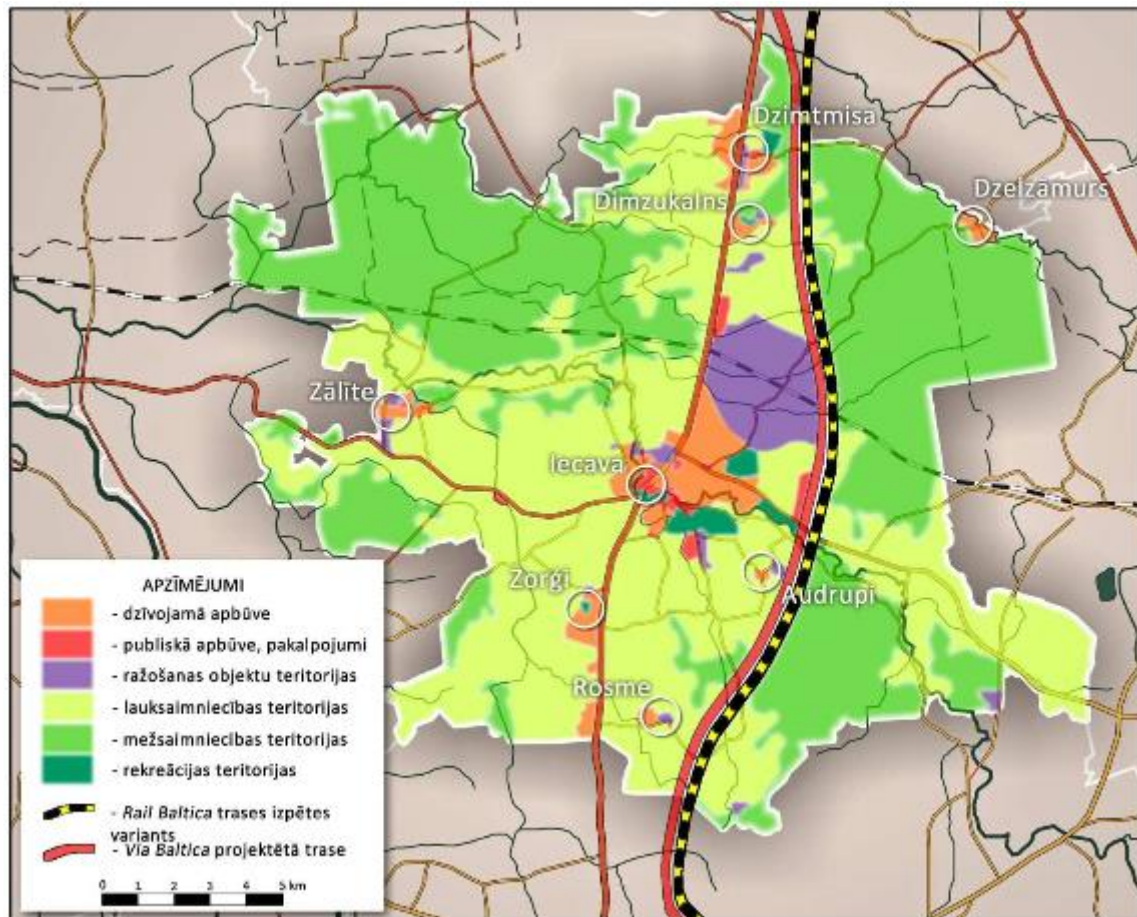 Dzimtmisa
Dimzukalns
Dzelzāmurs
Zālīte
Iecava
Zorģi
Audrupi
Rosme
APZĪMĒJUMI
- dzīvojamā apbūve
- publiskā apbūve, pakalpojumi
- ražošanas objektu teritorijas
- lauksaimniecības teritorijas
- mežsaimniecības teritorijas
- rekreācijas teritorijas
- Rail Baltica trases izpētes
variants
- Via Baltica projektētā trase
0 1 2 3 4 5 km